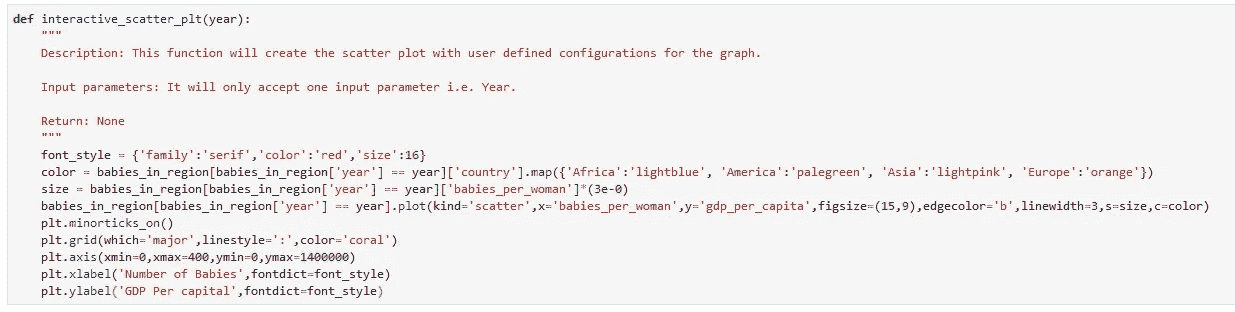 def interactive_scatter_plt(year):
    """
    Description: This function will create the scatter plot with user defined configurations for the graph.

    Input parameters: It will only accept one input parameter i.e. Year.

    Return: None
    """
    font_style = {'family':'serif','color':'red','size':16}
    color = babies_in_region[babies_in_region['year'] == year]['country'].map({'Africa':'lightblue', 'America':'palegreen', 'Asia':'lightpink', 'Europe':'orange'})
    size = babies_in_region[babies_in_region['year'] == year]['babies_per_woman']*(3e-0)
    babies_in_region[babies_in_region['year'] == year].plot(kind='scatter',x='babies_per_woman',y='gdp_per_capita',figsize=(15,9),edgecolor='b',linewidth=3,s=size,c=color)
    plt.minorticks_on()
    plt.grid(which='major',linestyle=':',color='coral')
    plt.axis(xmin=0,xmax=400,ymin=0,ymax=1400000)
    plt.xlabel('Number of Babies',fontdict=font_style)
    plt.ylabel('GDP Per capital',fontdict=font_style)